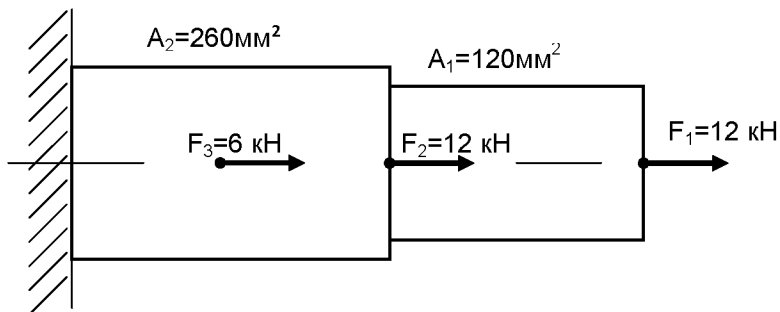 A₂=260мм²
A₁=120мм²
F₃=6 кН
F₂=12 кН
F₁=12 кН